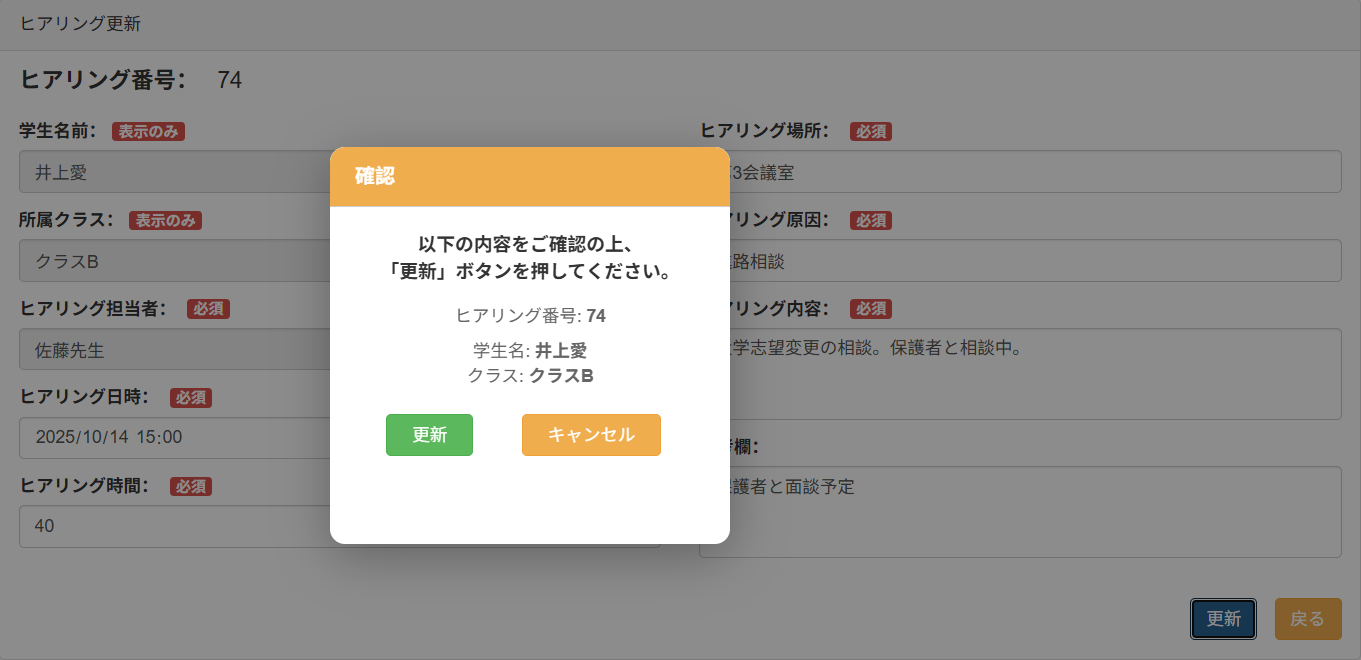 ヒアリング更新
ヒアリング番号： 74
学生名前： 表示のみ
井上愛
所属クラス： 表示のみ
クラスB
ヒアリング担当者： 必須
佐藤先生
ヒアリング日時： 必須
2025/10/14 15:00
ヒアリング時間： 必須
40
ヒアリング場所： 必須
3会議室
リング原因： 必須
路相談
リング内容： 必須
学志望変更の相談。保護者と相談中。
欄：
護者と面談予定
確認
以下の内容をご確認の上、
「更新」ボタンを押してください。
ヒアリング番号: 74
学生名: 井上愛
クラス: クラスB
更新 キャンセル
更新 戻る